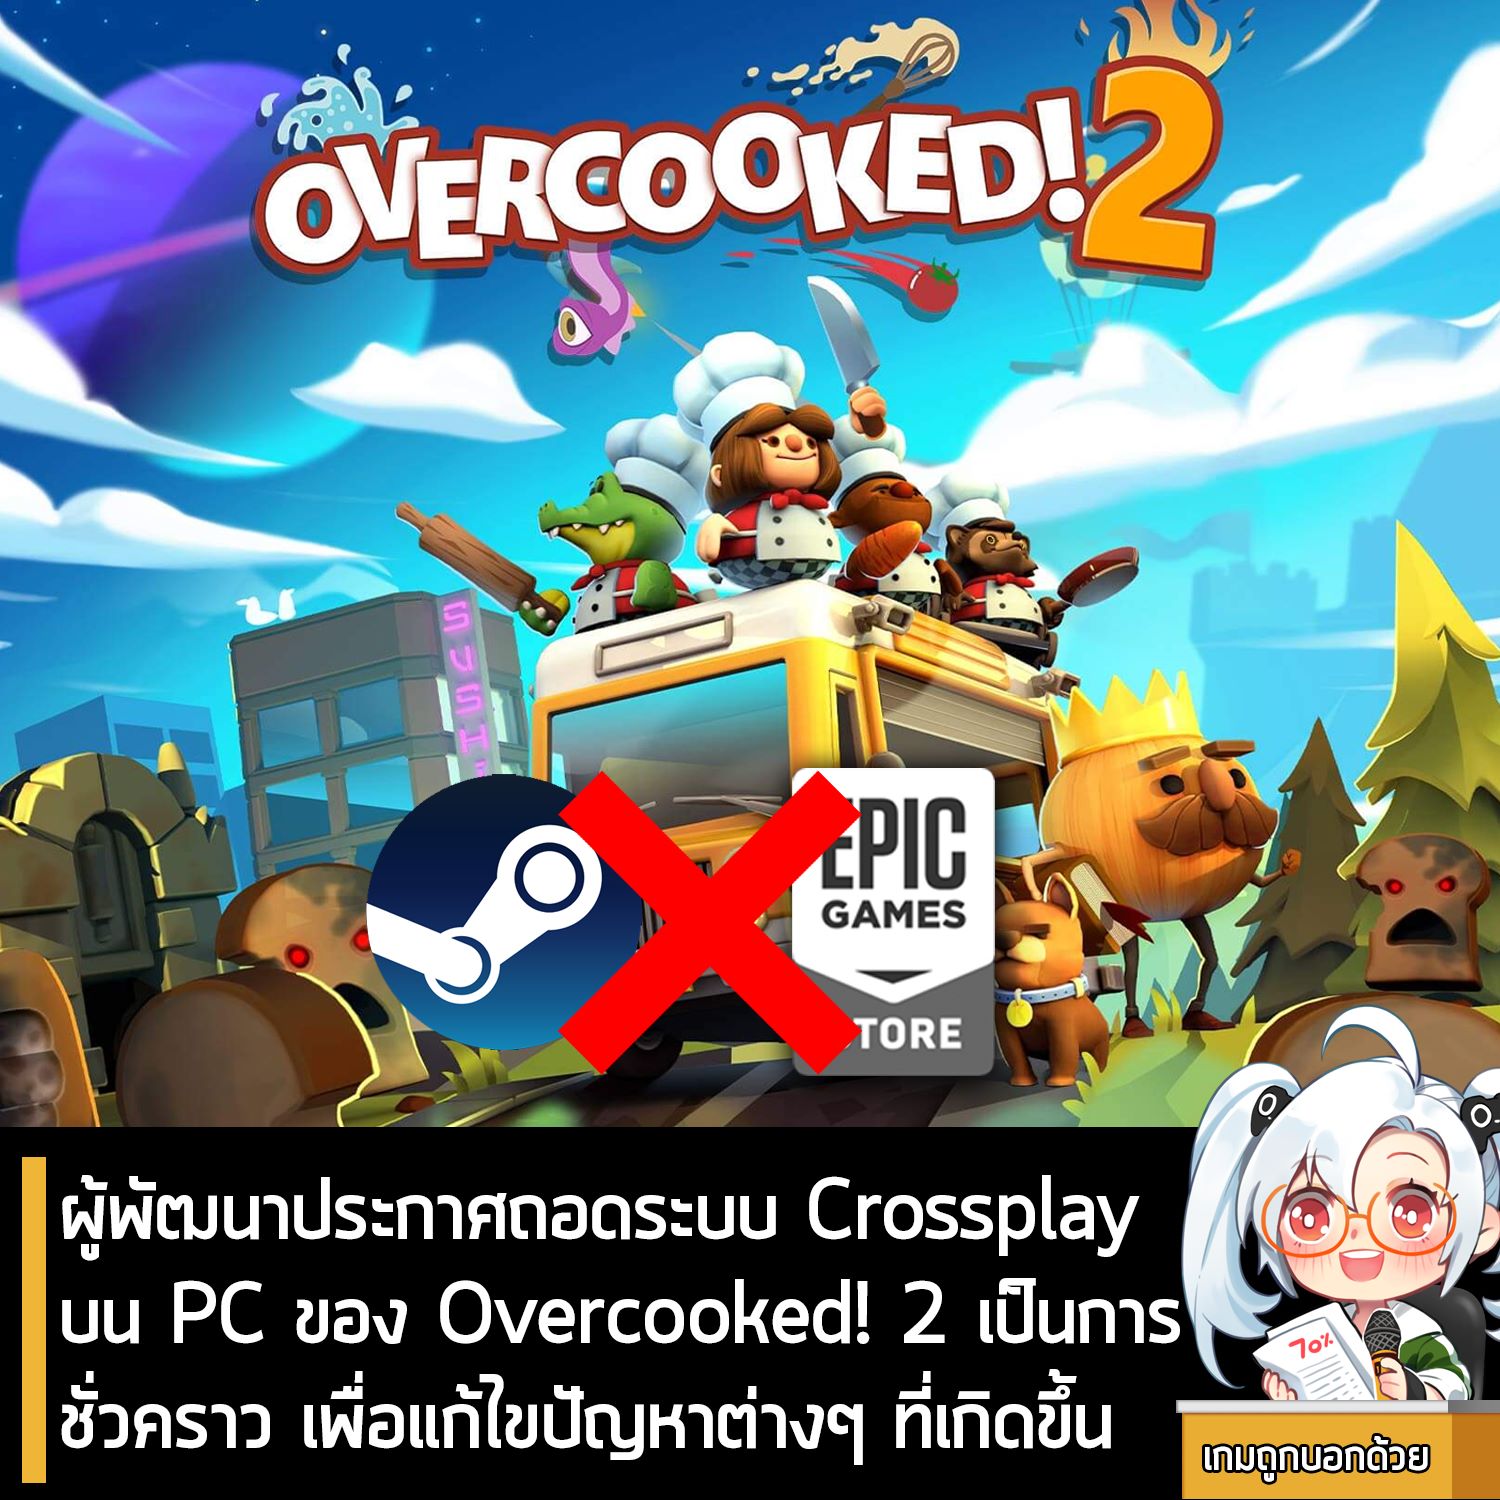 OVERCOOKED! 2
SUSHI
EPIC
GAMES
STORE
ผู้พัฒนาประกาศถอดระบบ Crossplay
บน PC ของ Overcooked! 2 เป็นการ
ชั่วคราว เพื่อแก้ไขปัญหาต่างๆ ที่เกิดขึ้น
70%
เกมถูกบอกด้วย